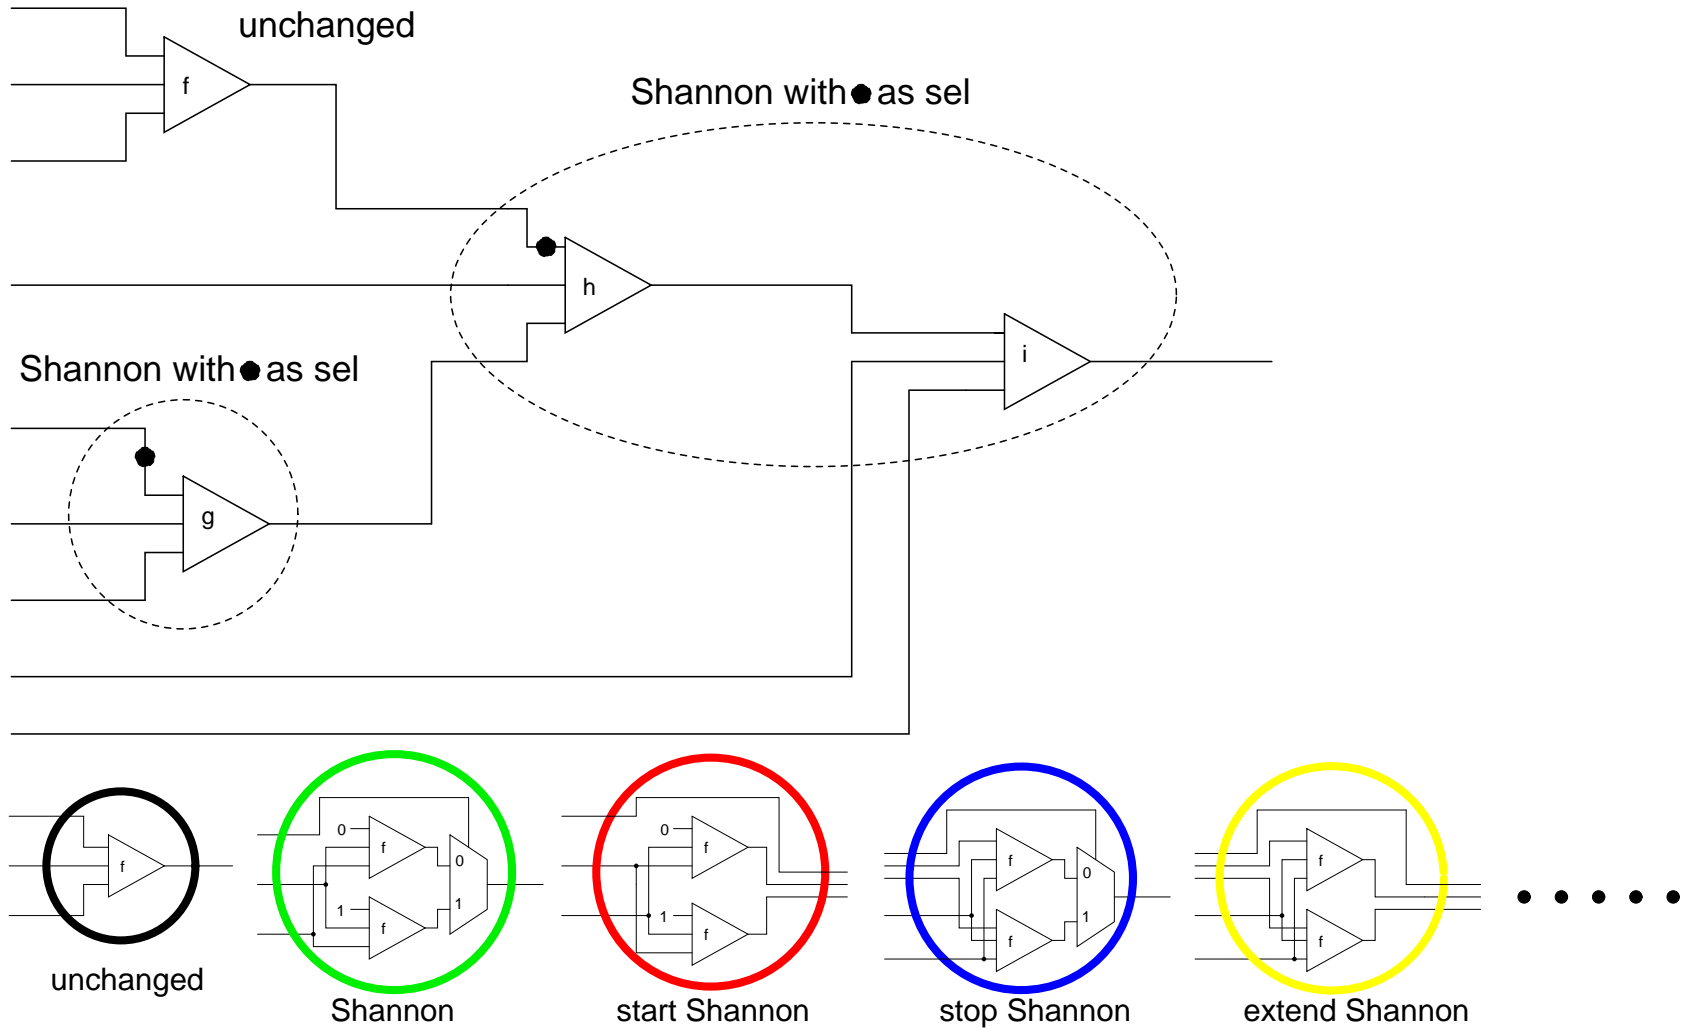 unchanged
f
Shannon with ● as sel
h
i
Shannon with ● as sel
g
f
unchanged
0
f
0
1
1
f
Shannon
0
f
1
f
start Shannon
f
0
1
f
stop Shannon
f
f
extend Shannon